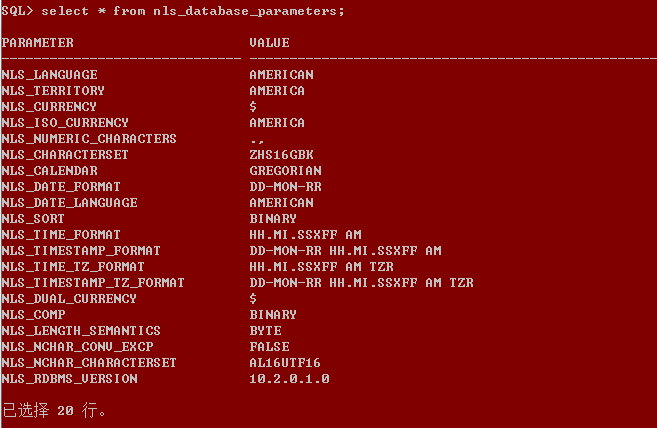 SQL> select * from nls_database_parameters;
PARAMETER VALUE
------------------------------ --------------------------------------------------
NLS_LANGUAGE AMERICAN
NLS_TERRITORY AMERICA
NLS_CURRENCY $
NLS_ISO_CURRENCY AMERICA
NLS_NUMERIC_CHARACTERS .,
NLS_CHARACTERSET ZHS16GBK
NLS_CALENDAR GREGORIAN
NLS_DATE_FORMAT DD-MON-RR
NLS_DATE_LANGUAGE AMERICAN
NLS_SORT BINARY
NLS_TIME_FORMAT HH.MI.SSXFF AM
NLS_TIMESTAMP_FORMAT DD-MON-RR HH.MI.SSXFF AM
NLS_TIME_TZ_FORMAT HH.MI.SSXFF AM TZR
NLS_TIMESTAMP_TZ_FORMAT DD-MON-RR HH.MI.SSXFF AM TZR
NLS_DUAL_CURRENCY $
NLS_COMP BINARY
NLS_LENGTH_SEMANTICS BYTE
NLS_NCHAR_CONV_EXCP FALSE
NLS_NCHAR_CHARACTERSET AL16UTF16
NLS_RDBMS_VERSION 10.2.0.1.0
已选择 20 行。